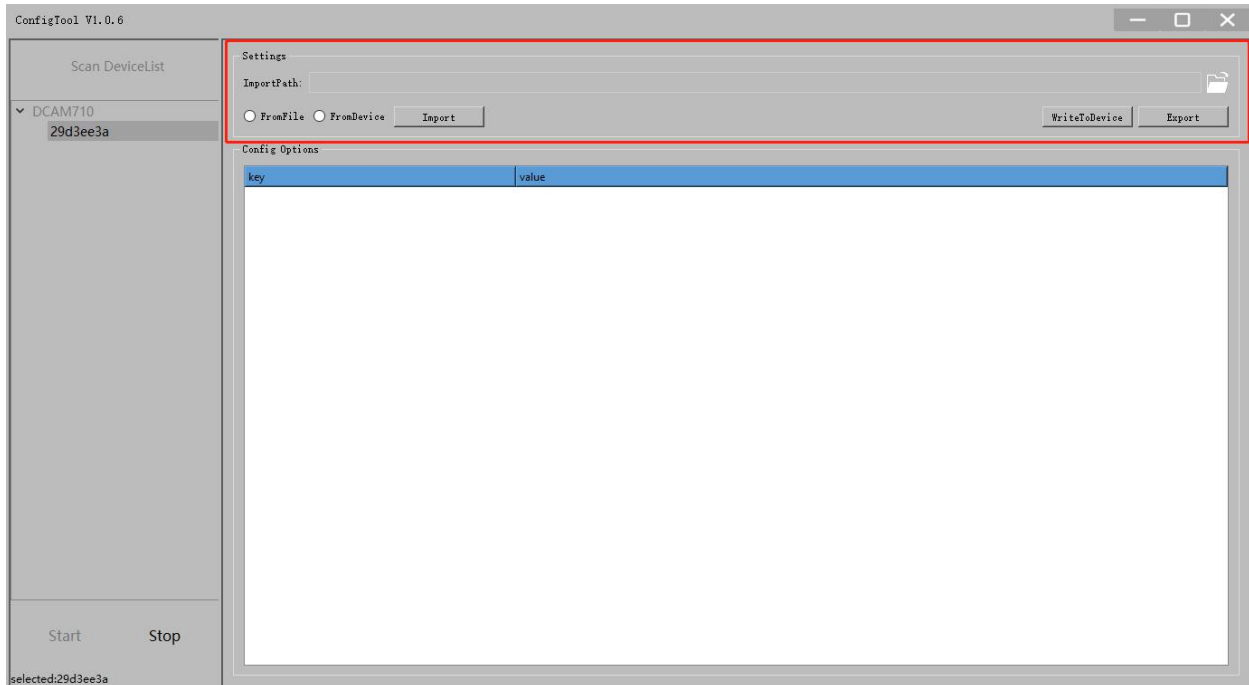 ConfigTool V1.0.6
Scan DeviceList
DCAM710
29d3ee3a
Start Stop
selected:29d3ee3a
Settings
ImportPath:
FromFile FromDevice Import WriteToDevice Export
Config Options
key value